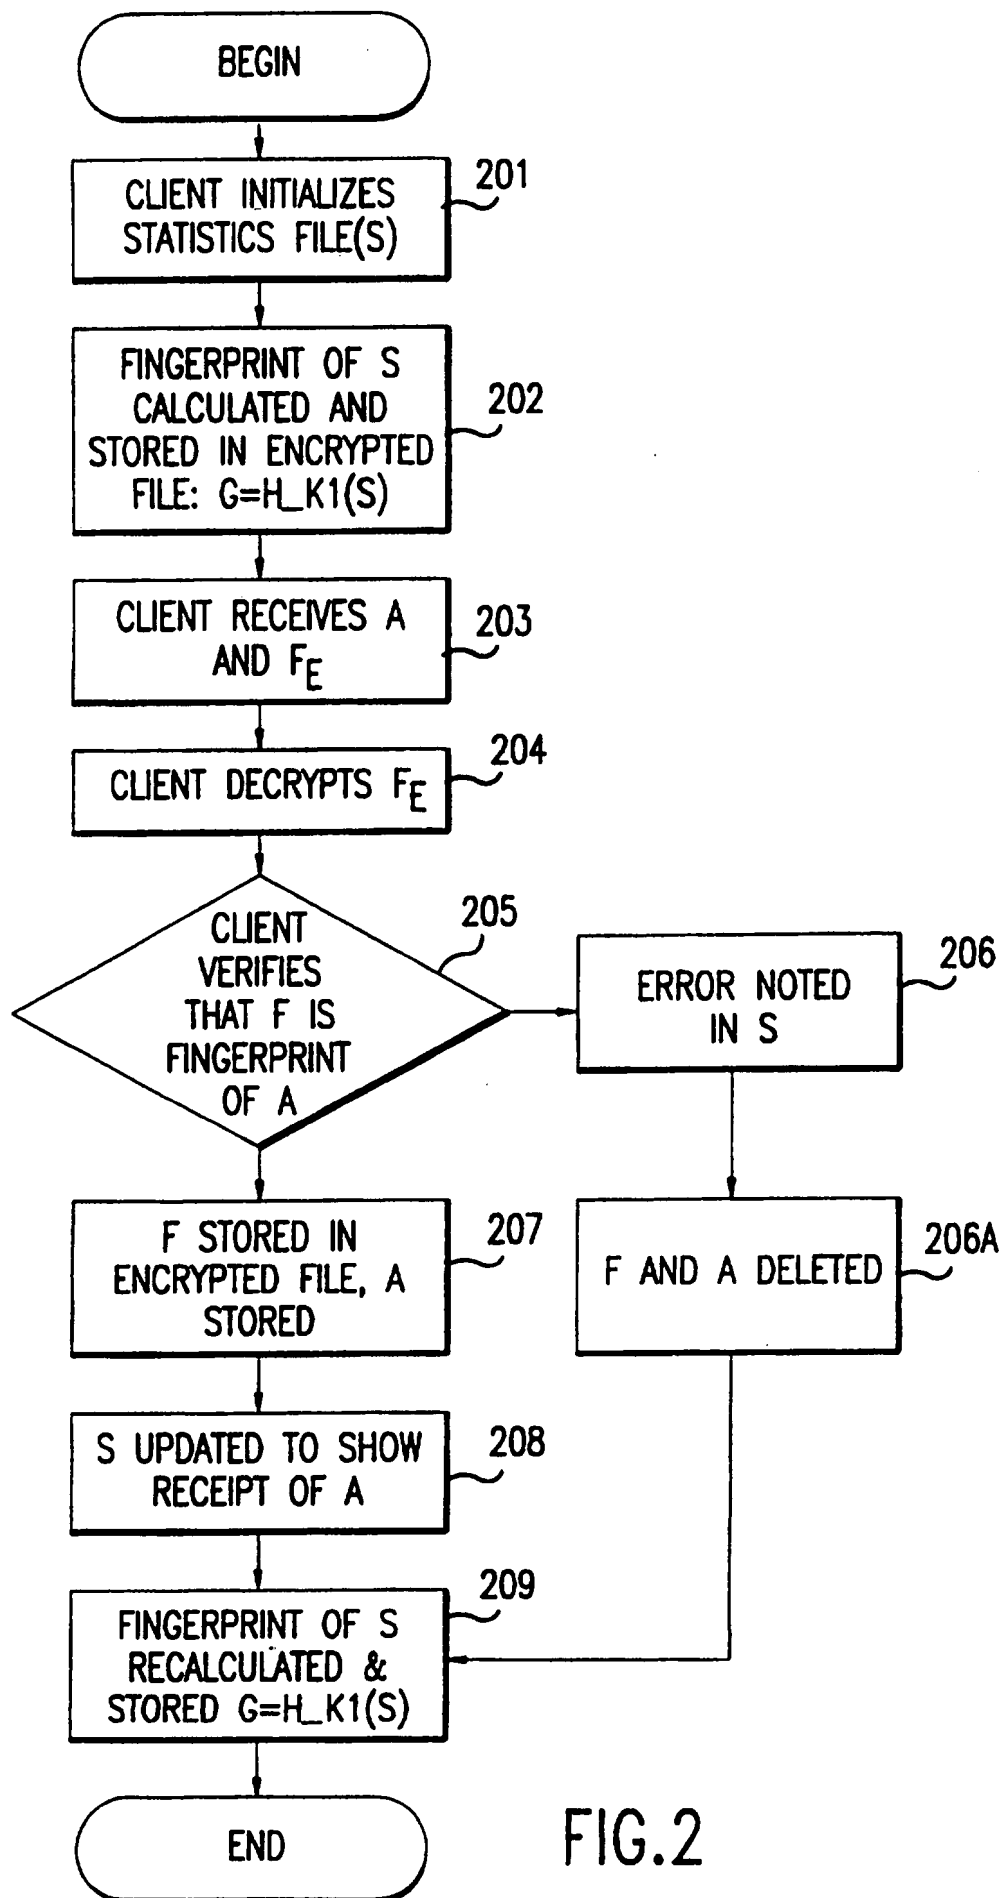 BEGIN
CLIENT INITIALIZES
STATISTICS FILE(S)
201
FINGERPRINT OF S
CALCULATED AND
STORED IN ENCRYPTED
FILE: G=H_K1(S)
202
CLIENT RECEIVES A
AND FE
203
CLIENT DECRYPTS FE
204
CLIENT
VERIFIES
THAT F IS
FINGERPRINT
OF A
205
ERROR NOTED
IN S
206
F STORED IN
ENCRYPTED FILE, A
STORED
207
F AND A DELETED
206A
S UPDATED TO SHOW
RECEIPT OF A
208
FINGERPRINT OF S
RECALCULATED &
STORED G=H_K1(S)
209
END
FIG.2